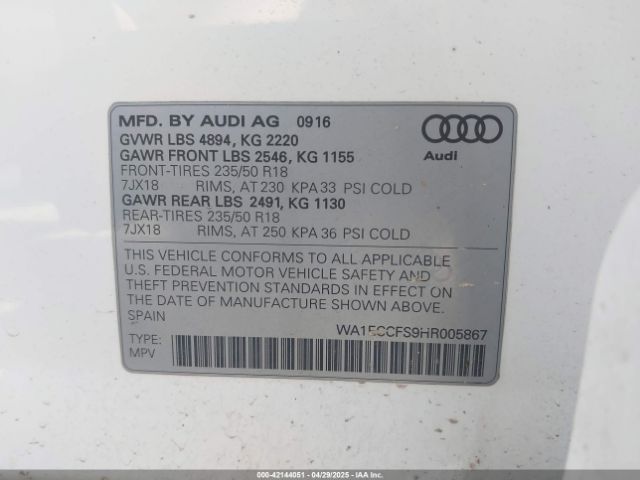 MFD. BY AUDI AG 0916
GVWR LBS 4894, KG 2220
GAWR FRONT LBS 2546, KG 1155
FRONT-TIRES 235/50 R18
7JX18 RIMS, AT 230 KPA 33 PSI COLD
GAWR REAR LBS 2491, KG 1130
REAR-TIRES 235/50 R18
7JX18 RIMS, AT 250 KPA 36 PSI COLD
Audi
THIS VEHICLE CONFORMS TO ALL APPLICABLE
U.S. FEDERAL MOTOR VEHICLE SAFETY AND
THEFT PREVENTION STANDARDS IN EFFECT ON
THE DATE OF MANUFACTURE SHOWN ABOVE.
SPAIN
WA1ECCFS9HR005867
TYPE:
MPV
000-42144051 - 04/29/2025 - WWW.IAAI.COM